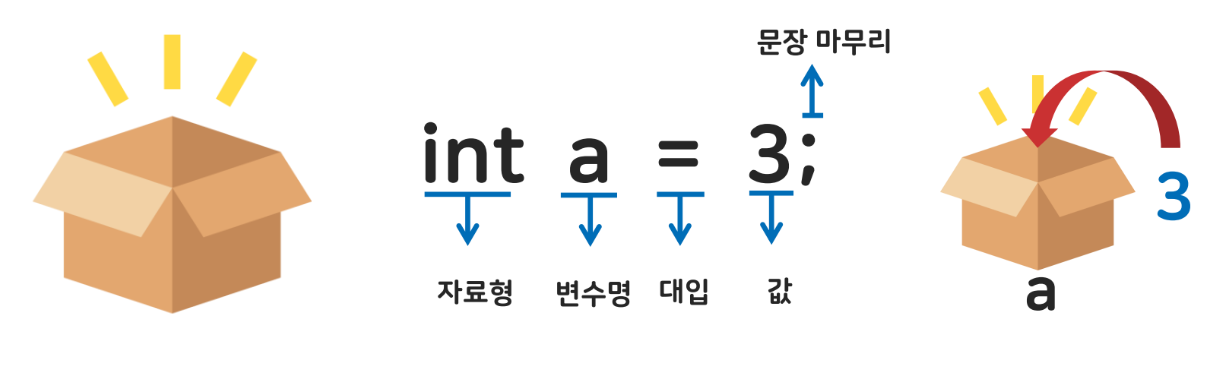 문장 마무리
int a = 3;
자료형 변수명 대입 값
3
a